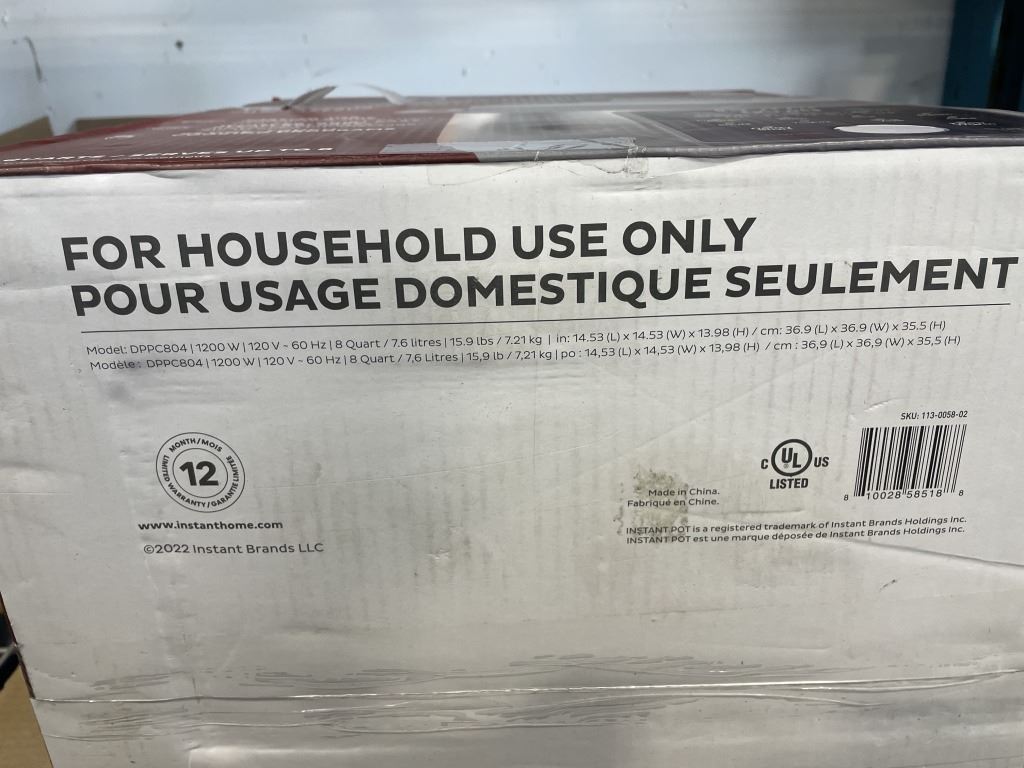 QUARTZ - SERVES UP TO 8
FOR HOUSEHOLD USE ONLY
POUR USAGE DOMESTIQUE SEULEMENT
Model: DPPC804 | 1200 W | 120 V ~ 60 Hz | 8 Quart / 7.6 litres | 15.9 lbs / 7.21 kg | in: 14.53 (L) x 14.53 (W) x 13.98 (H) / cm: 36.9 (L) x 36.9 (W) x 35.5 (H)
Modèle : DPPC804 | 1200 W | 120 V ~ 60 Hz | 8 Quart / 7,6 Litres | 15,9 lb / 7,21 kg | po : 14,53 (L) x 14,53 (W) x 13,98 (H) / cm : 36,9 (L) x 36,9 (W) x 35,5 (H)
MONTH/MOIS
12
LIMITED WARRANTY/GARANTIE LIMITÉE
www.instanthome.com
©2022 Instant Brands LLC
SKU: 113-0058-02
C UL US
LISTED
8 10028 58518 8
Made in China.
Fabriqué en Chine.
INSTANT POT is a registered trademark of Instant Brands Holdings Inc.
INSTANT POT est une marque déposée de Instant Brands Holdings Inc.